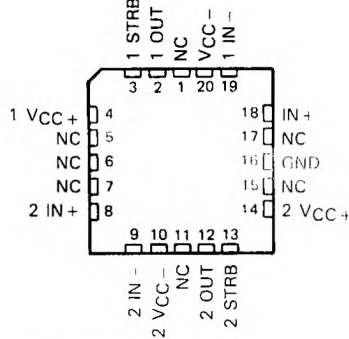 1 STRB
1 OUT
NC
VCC-
1 IN-
3 2 1 20 19
1 VCC+ 4
NC 5
NC 6
NC 7
2 IN+ 8
18 IN+
17 NC
16 GND
15 NC
14 2 VCC+
9 10 11 12 13
2 IN-
2 VCC-
NC
2 OUT
2 STRB